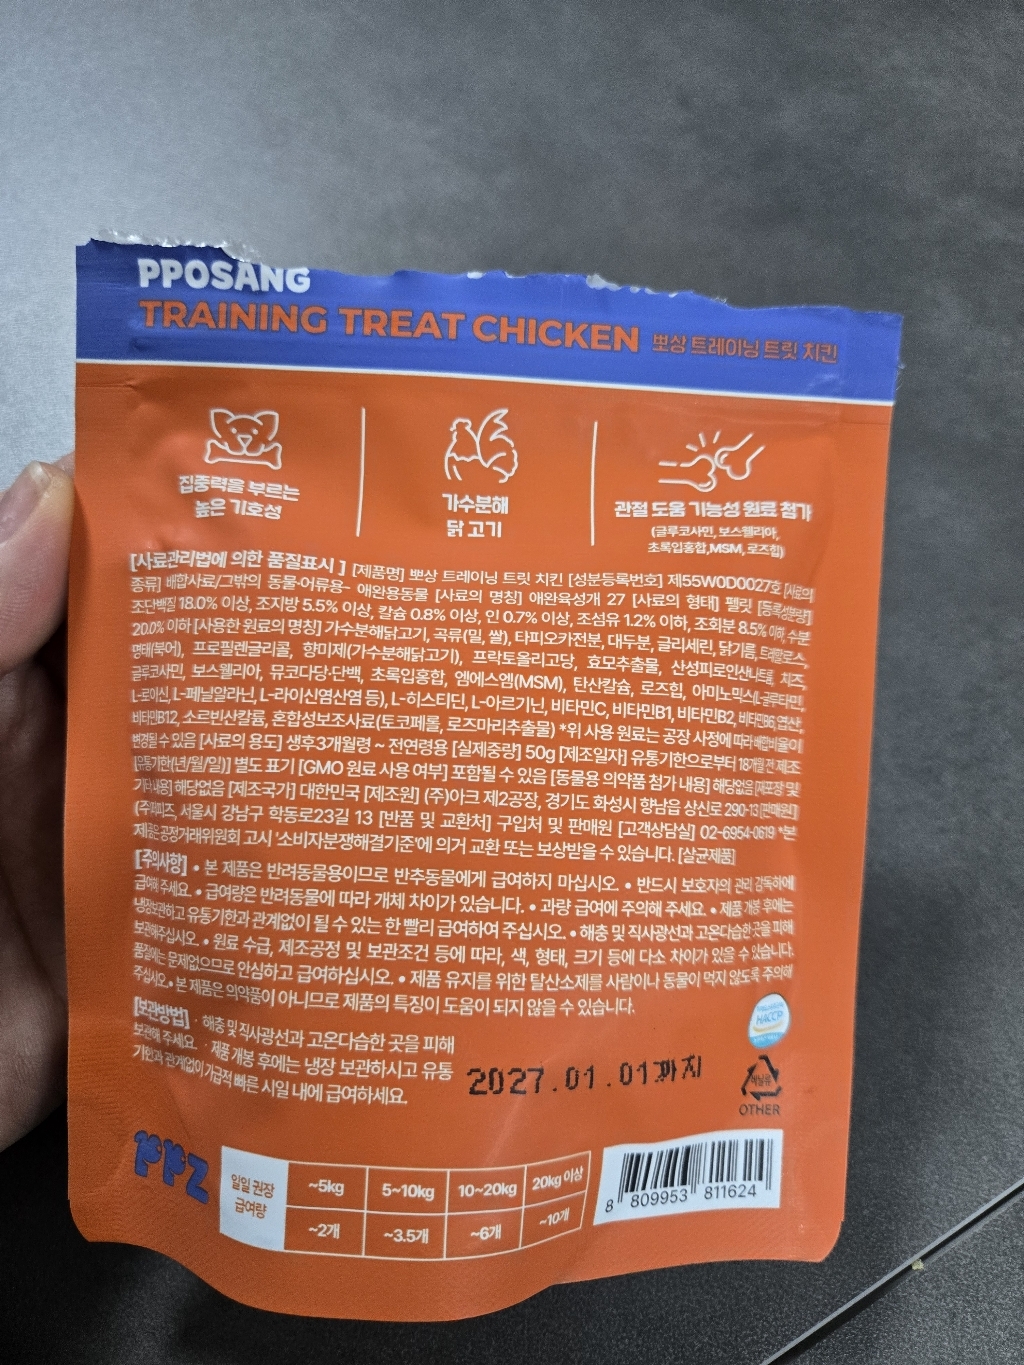 PPOSANG
TRAINING TREAT CHICKEN 뽀상 트레이닝 트릿 치킨
집중력을 부르는
높은 기호성
가수분해
닭고기
관절 도움 기능성 원료 첨가
(글루코사민, 보스웰리아,
초록입홍합,MSM, 로즈힙)
[사료관리법에 의한 품질표시 ] [제품명] 뽀상 트레이닝 트릿 치킨 [성분등록번호] 제55W0D0027호 [사료의
종류] 배합사료/그밖의 동물·어류용- 애완용동물 [사료의 명칭] 애완육성개 27 [사료의 형태] 펠릿 [등록성분량]
조단백질 18.0% 이상, 조지방 5.5% 이상, 칼슘 0.8% 이상, 인 0.7% 이상, 조섬유 1.2% 이하, 조회분 8.5% 이하, 수분
20.0% 이하 [사용한 원료의 명칭] 가수분해닭고기, 곡류(밀, 쌀), 타피오카전분, 대두분, 글리세린, 닭기름, 트레할로스,
명태(북어), 프로필렌글리콜, 향미제(가수분해닭고기), 프락토올리고당, 효모추출물, 산성피로인산나트륨, 치즈,
글루코사민, 보스웰리아, 뮤코다당·단백, 초록입홍합, 엠에스엠(MSM), 탄산칼슘, 로즈힙, 아미노믹스(L-글루타민,
L-로이신, L-페닐알라닌, L-라이신염산염 등), L-히스티딘, L-아르기닌, 비타민C, 비타민B1, 비타민B2, 비타민B6, 엽산,
비타민B12, 소르빈산칼륨, 혼합성보조사료(토코페롤, 로즈마리추출물) *위 사용 원료는 공장 사정에 따라 배합비율이
변경될 수 있음 [사료의 용도] 생후3개월령 ~ 전연령용 [실제중량] 50g [제조일자] 유통기한으로부터 18개월 전 제조
[유통기한(년/월/일)] 별도 표기 [GMO 원료 사용 여부] 포함될 수 있음 [동물용 의약품 첨가 내용] 해당없음 [재포장 및
기타내용] 해당없음 [제조국가] 대한민국 [제조원] (주)아크 제2공장, 경기도 화성시 향남읍 상신로 290-13 [판매원]
(주)피피즈, 서울시 강남구 학동로23길 13 [반품 및 교환처] 구입처 및 판매원 [고객상담실] 02-6954-0619 *본
제품은 공정거래위원회 고시 '소비자분쟁해결기준'에 의거 교환 또는 보상받을 수 있습니다. [살균제품]
[주의사항] • 본 제품은 반려동물용이므로 반추동물에게 급여하지 마십시오. • 반드시 보호자의 관리 감독하에
급여해 주세요. • 급여량은 반려동물에 따라 개체 차이가 있습니다. • 과량 급여에 주의해 주세요. • 제품 개봉 후에는
냉장보관하고 유통기한과 관계없이 될 수 있는 한 빨리 급여하여 주십시오. • 해충 및 직사광선과 고온다습한 곳을 피해
보관해주십시오. • 원료 수급, 제조공정 및 보관조건 등에 따라, 색, 형태, 크기 등에 다소 차이가 있을 수 있습니다.
품질에는 문제없으므로 안심하고 급여하십시오. • 제품 유지를 위한 탈산소제를 사람이나 동물이 먹지 않도록 주의해
주십시오. • 본 제품은 의약품이 아니므로 제품의 특징이 도움이 되지 않을 수 있습니다.
[보관방법] · 해충 및 직사광선과 고온다습한 곳을 피해
보관해 주세요. · 제품 개봉 후에는 냉장 보관하시고 유통
기한과 관계없이 가급적 빠른 시일 내에 급여하세요.
2027.01.01까지
HACCP
비닐류
OTHER
PPZ
일일 권장
급여량
~5kg 5~10kg 10~20kg 20kg 이상
~2개 ~3.5개 ~6개 ~10개
8 809953 811624